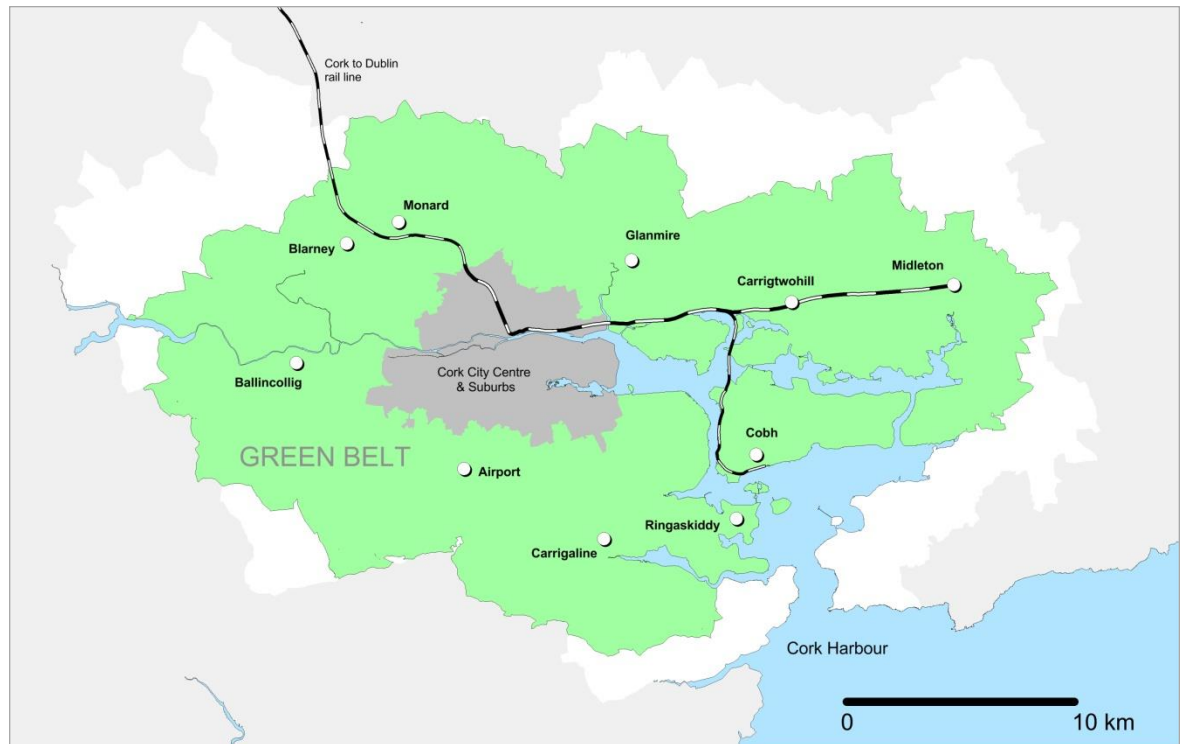 Cork to Dublin
rail line
Monard
Blarney
Glanmire
Carrigtwohill
Midleton
Ballincollig
Cork City Centre
& Suburbs
Cobh
GREEN BELT
Airport
Ringaskiddy
Carrigaline
Cork Harbour
0
10 km